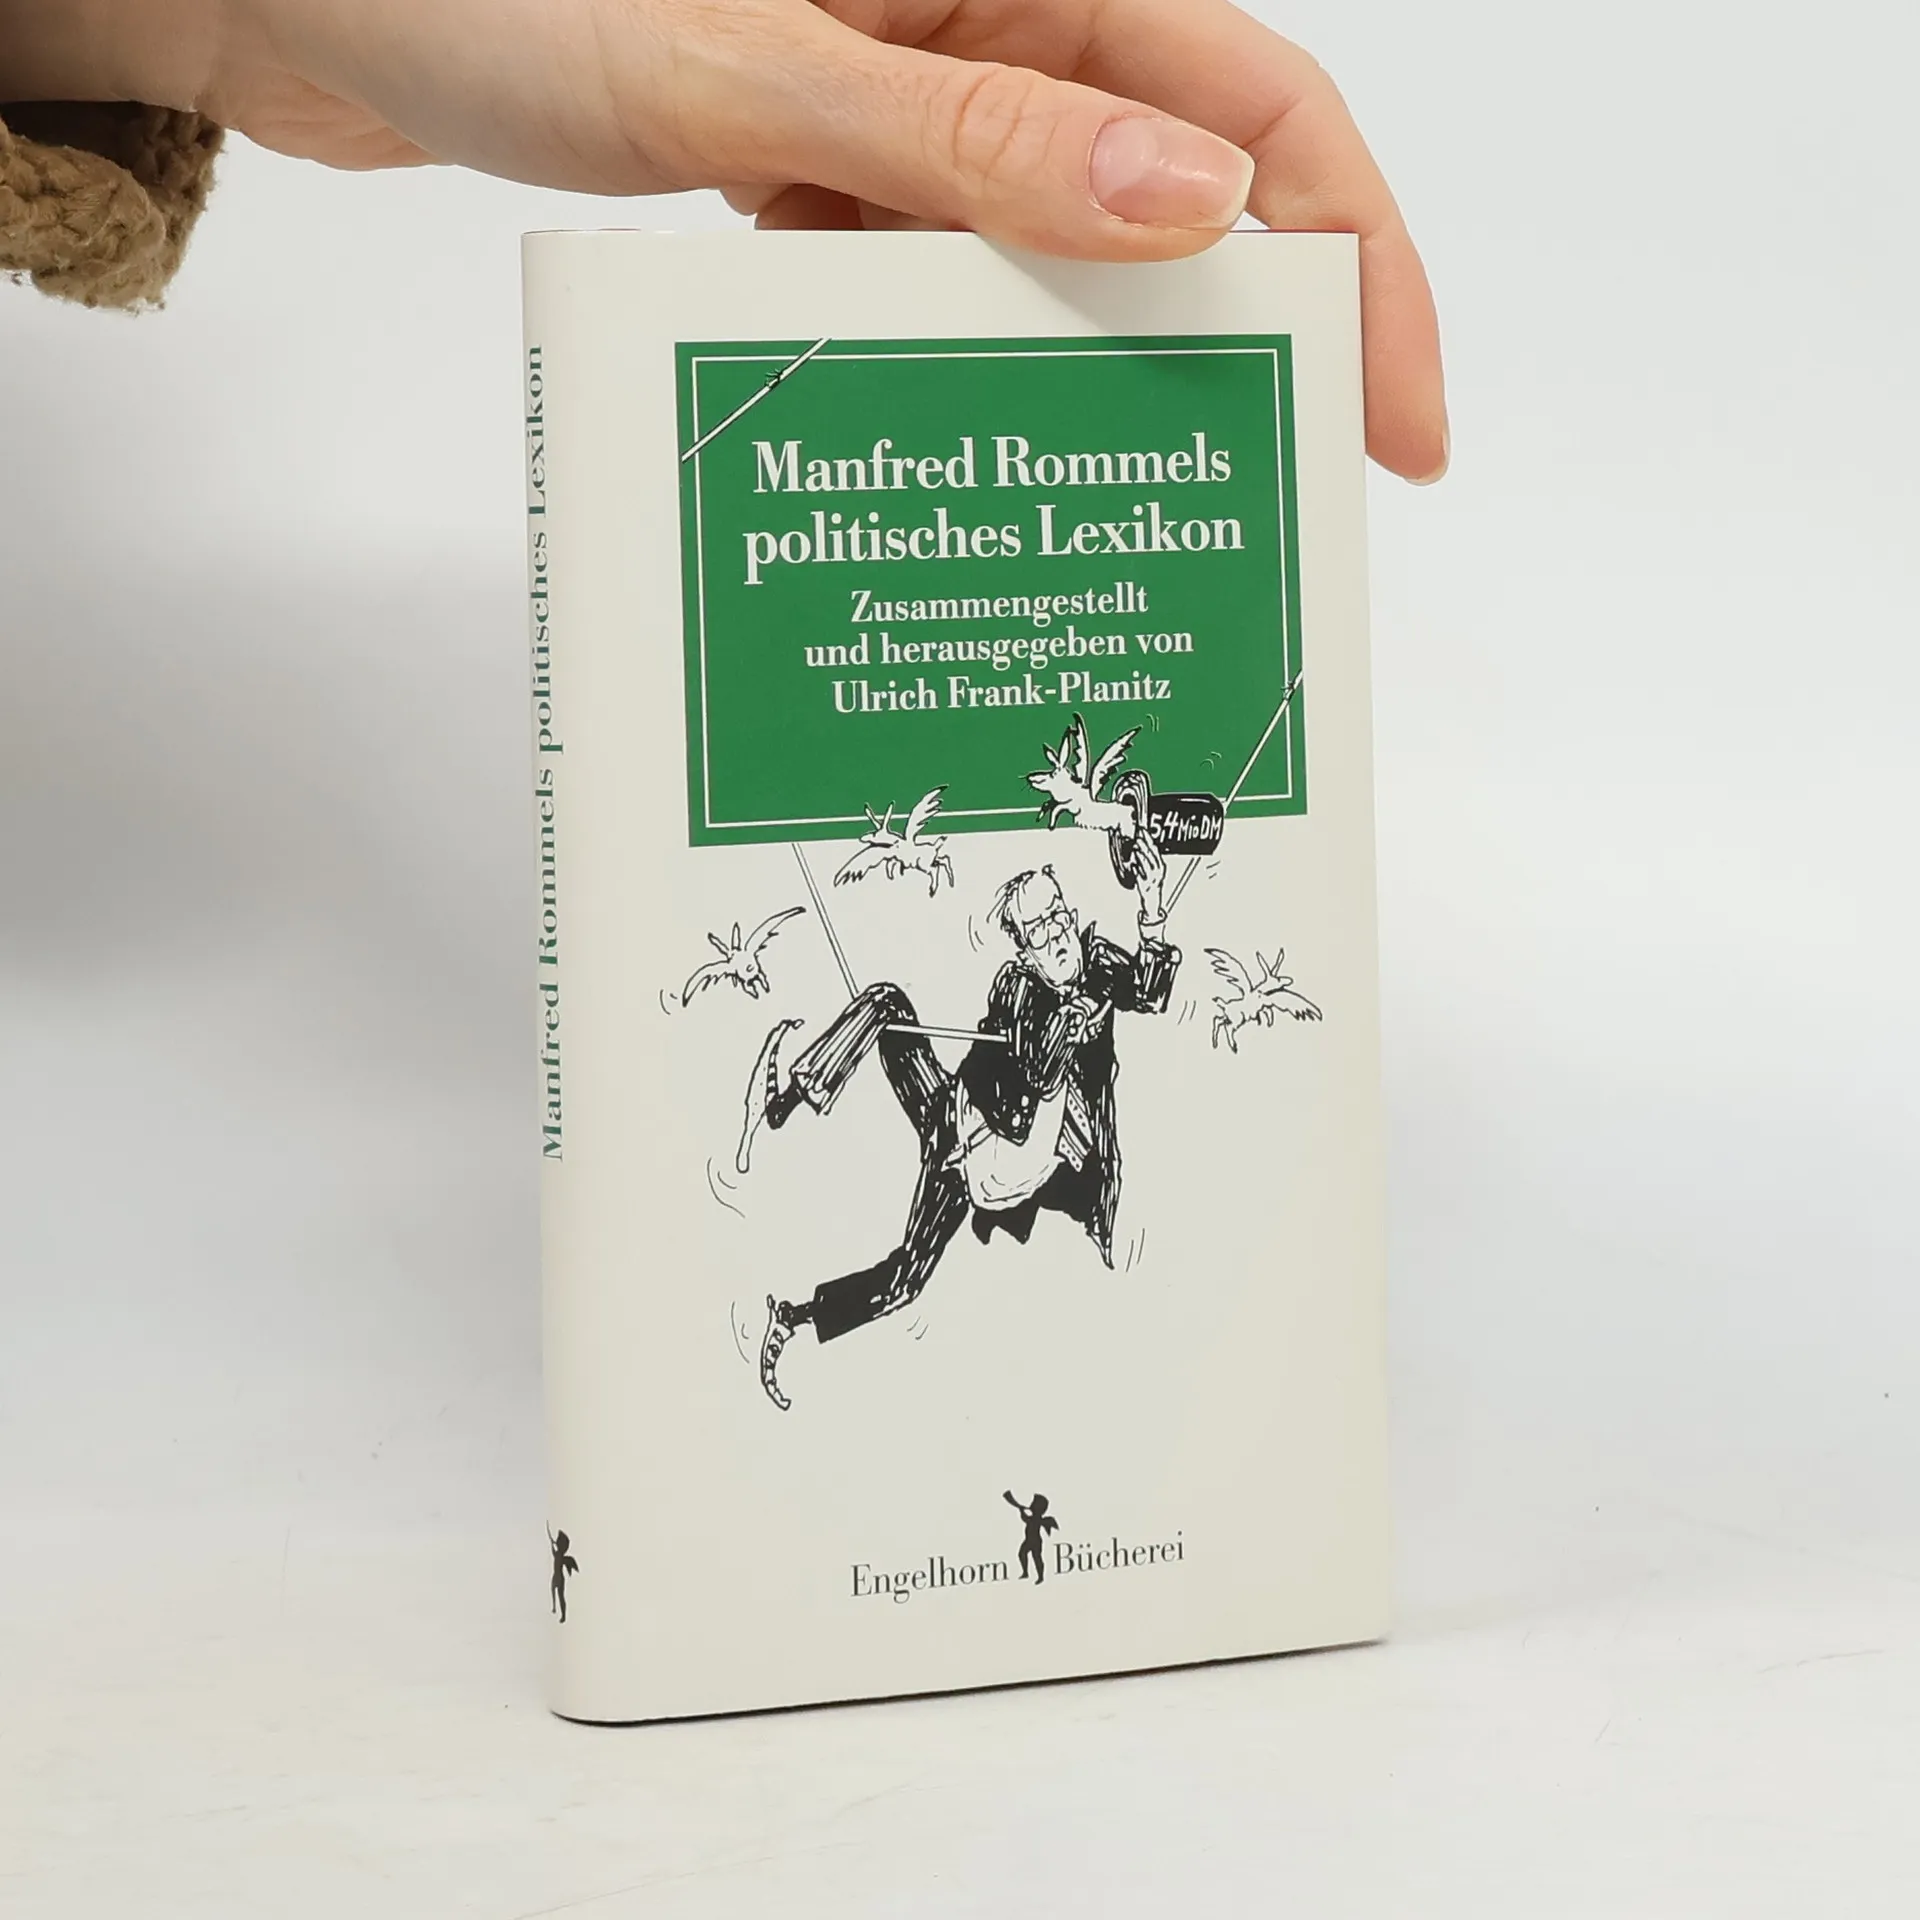 Manfred Rommels
politisches Lexikon
Zusammengestellt
und herausgegeben von
Ulrich Frank-Planitz
5,4 Mio DM
Engelhorn Bücherei
Manfred Rommels politisches Lexikon